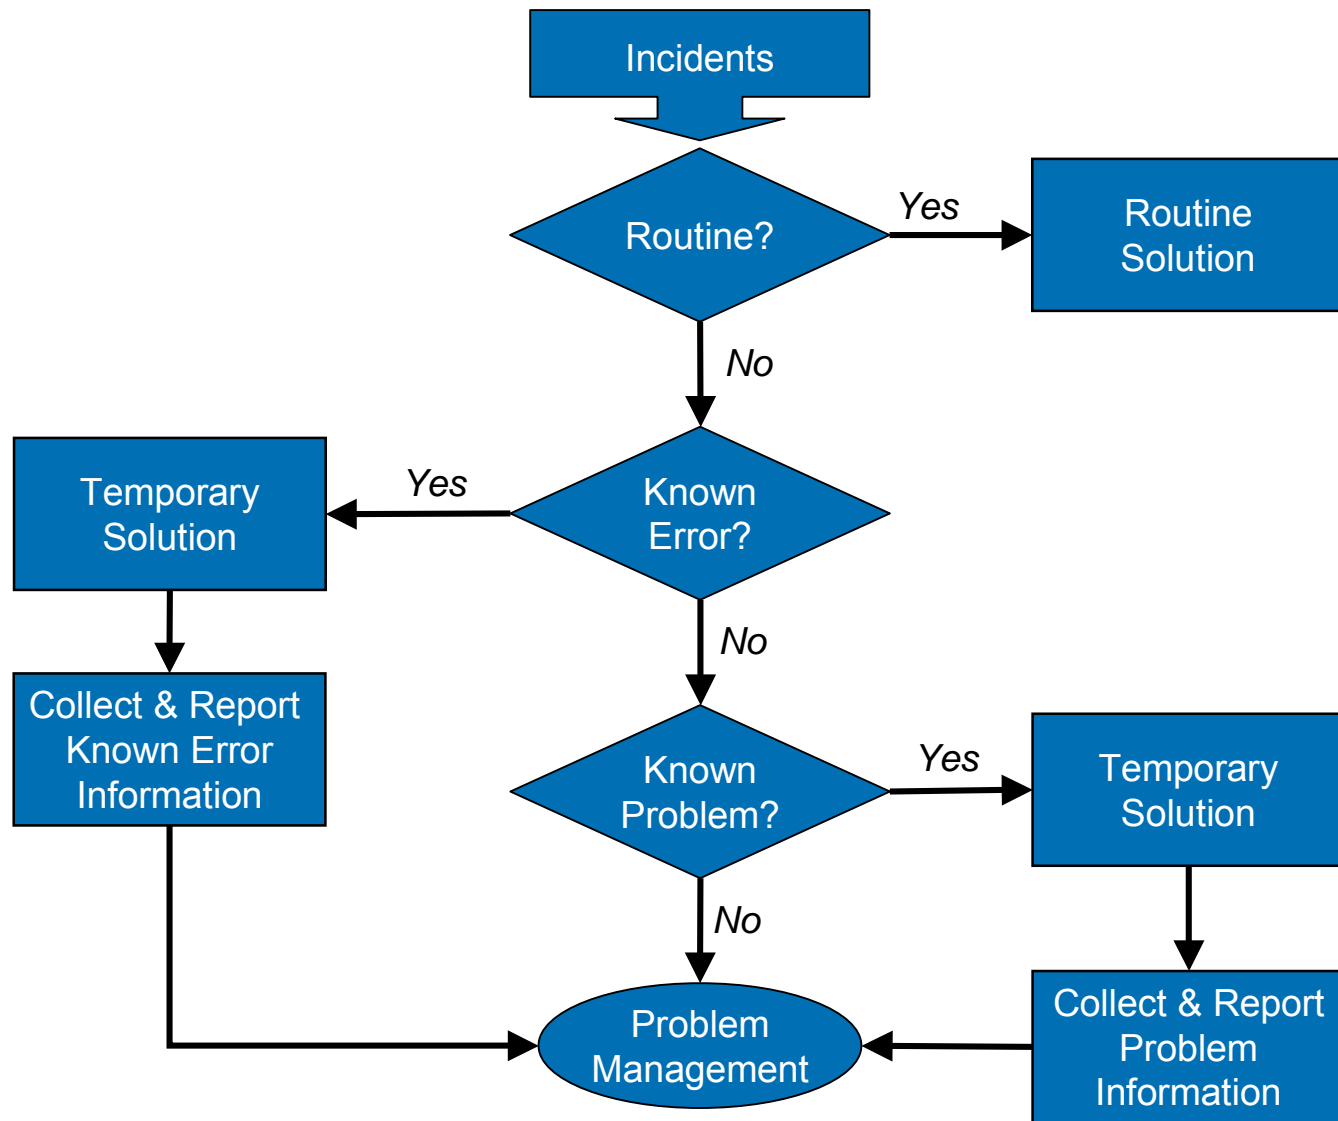 Incidents
Routine?
Yes
Routine
Solution
No
Temporary
Solution
Yes
Known
Error?
No
Collect & Report
Known Error
Information
Known
Problem?
Yes
Temporary
Solution
No
Problem
Management
Collect & Report
Problem
Information